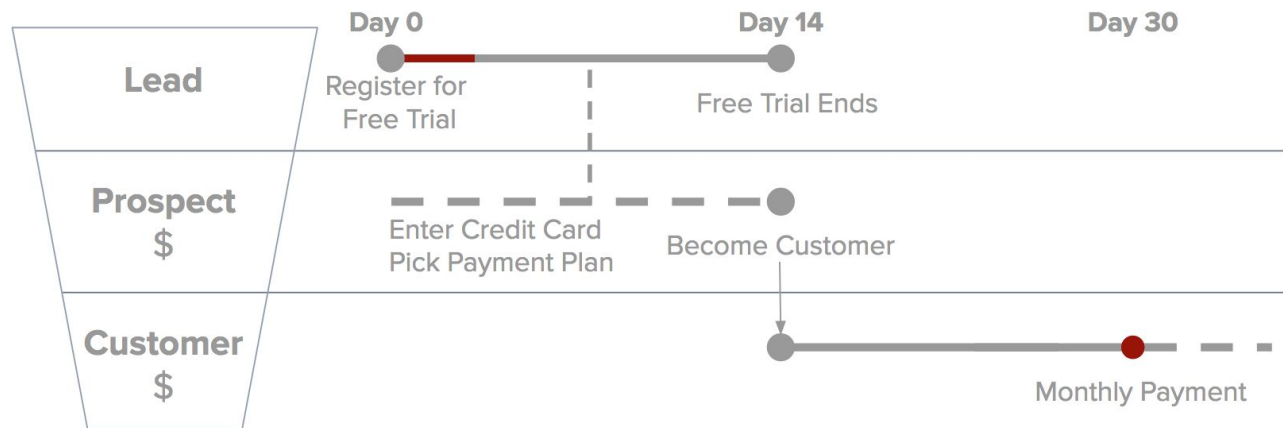 Day 0
Day 14
Day 30
Lead
Register for
Free Trial
Free Trial Ends
Prospect
$
Enter Credit Card
Pick Payment Plan
Become Customer
Customer
$
Monthly Payment